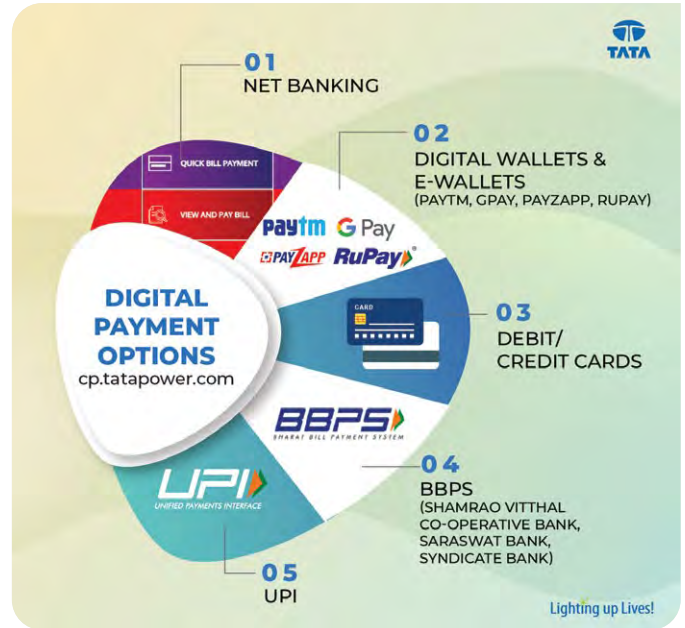 TATA
01
NET BANKING
QUICK BILL PAYMENT
VIEW AND PAY BILL
02
DIGITAL WALLETS &
E-WALLETS
(PAYTM, GPAY, PAYZAPP, RUPAY)
paytm G Pay
PAYZAPP RuPay®
DIGITAL
PAYMENT
OPTIONS
cp.tatapower.com
CARD
03
DEBIT/
CREDIT CARDS
BBPS
BHARAT BILL PAYMENT SYSTEM
04
BBPS
(SHAMRAO VITTHAL
CO-OPERATIVE BANK,
SARASWAT BANK,
SYNDICATE BANK)
UPI
UNIFIED PAYMENTS INTERFACE
05
UPI
Lighting up Lives!